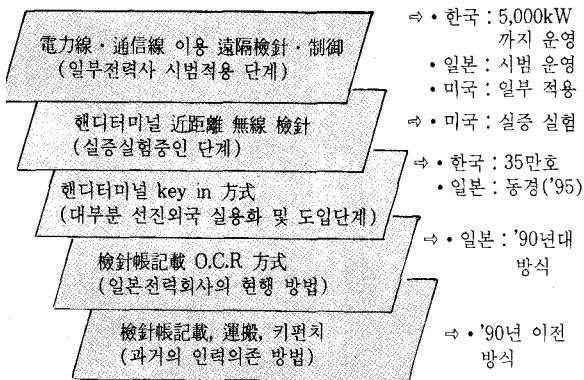 電力線・通信線 이용 遠隔檢針・制御
(일부전력사 시범적용 단계)
⇨ • 한국 : 5,000kW
까지 운영
• 일본 : 시범 운영
• 미국 : 일부 적용
핸디터미널 近距離 無線 檢針
(실증실험중인 단계)
⇨ • 미국 : 실증 실험
핸디터미널 key in 方式
(대부분 선진외국 실용화 및 도입단계)
⇨ • 한국 : 35만호
• 일본 : 동경('95)
檢針帳記載 O.C.R 方式
(일본전력회사의 현행 방법)
⇨ • 일본 : '90년대
방식
檢針帳記載, 運搬, 키펀치
(과거의 인력의존 방법)
⇨ • '90년 이전
방식